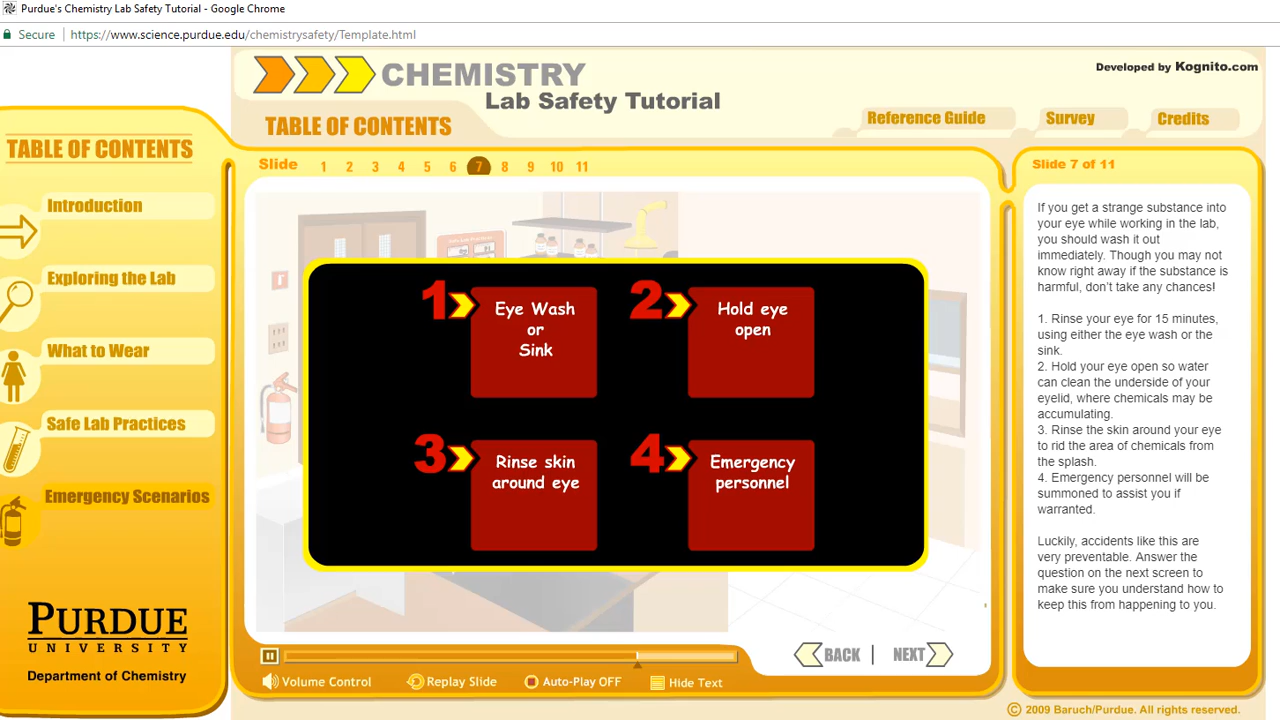 Purdue's Chemistry Lab Safety Tutorial - Google Chrome
Secure | https://www.science.purdue.edu/chemistrysafety/Template.html
CHEMISTRY
Lab Safety Tutorial
Developed by Kognito.com
TABLE OF CONTENTS
Reference Guide
Survey
Credits
TABLE OF CONTENTS
Introduction
Exploring the Lab
What to Wear
Safe Lab Practices
Emergency Scenarios
PURDUE
UNIVERSITY
Department of Chemistry
Slide 1 2 3 4 5 6 7 8 9 10 11
1
Eye Wash
or
Sink
2
Hold eye
open
3
Rinse skin
around eye
4
Emergency
personnel
BACK | NEXT
Volume Control
Replay Slide
Auto-Play OFF
Hide Text
Slide 7 of 11
If you get a strange substance into
your eye while working in the lab,
you should wash it out
immediately. Though you may not
know right away if the substance is
harmful, don't take any chances!
1. Rinse your eye for 15 minutes,
using either the eye wash or the
sink.
2. Hold your eye open so water
can clean the underside of your
eyelid, where chemicals may be
accumulating.
3. Rinse the skin around your eye
to rid the area of chemicals from
the splash.
4. Emergency personnel will be
summoned to assist you if
warranted.
Luckily, accidents like this are
very preventable. Answer the
question on the next screen to
make sure you understand how to
keep this from happening to you.
© 2009 Baruch/Purdue. All rights reserved.